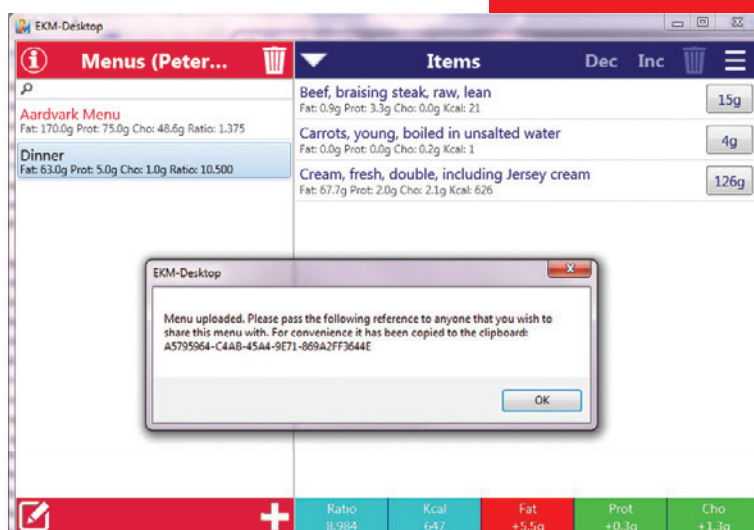 EKM-Desktop
Menus (Peter...
Items
Dec Inc
Aardvark Menu
Fat: 170.0g Prot: 75.0g Cho: 48.6g Ratio: 1.375
Dinner
Fat: 63.0g Prot: 5.0g Cho: 1.0g Ratio: 10.500
Beef, braising steak, raw, lean
Fat: 0.9g Prot: 3.3g Cho: 0.0g Kcal: 21
15g
Carrots, young, boiled in unsalted water
Fat: 0.0g Prot: 0.0g Cho: 0.2g Kcal: 1
4g
Cream, fresh, double, including Jersey cream
Fat: 67.7g Prot: 2.0g Cho: 2.1g Kcal: 626
126g
EKM-Desktop
Menu uploaded. Please pass the following reference to anyone that you wish to
share this menu with. For convenience it has been copied to the clipboard:
A5795964-C4AB-45A4-9E71-869A2FF3644E
OK
Ratio Kcal Fat Prot Cho
8.984 647 +5.5g +0.3g +1.3g